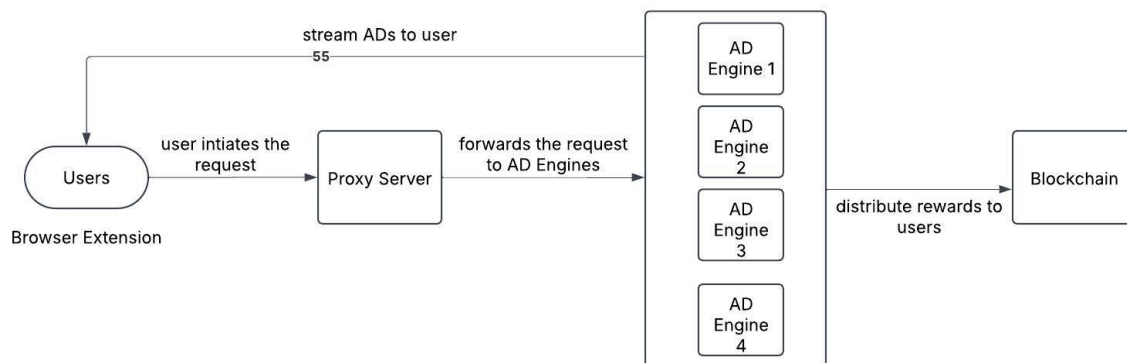 stream ADs to user
55
AD
Engine 1
user intiates the
request
forwards the request
to AD Engines
AD
Engine
2
Users
Proxy Server
Blockchain
AD
Engine
3
distribute rewards to
users
Browser Extension
AD
Engine
4